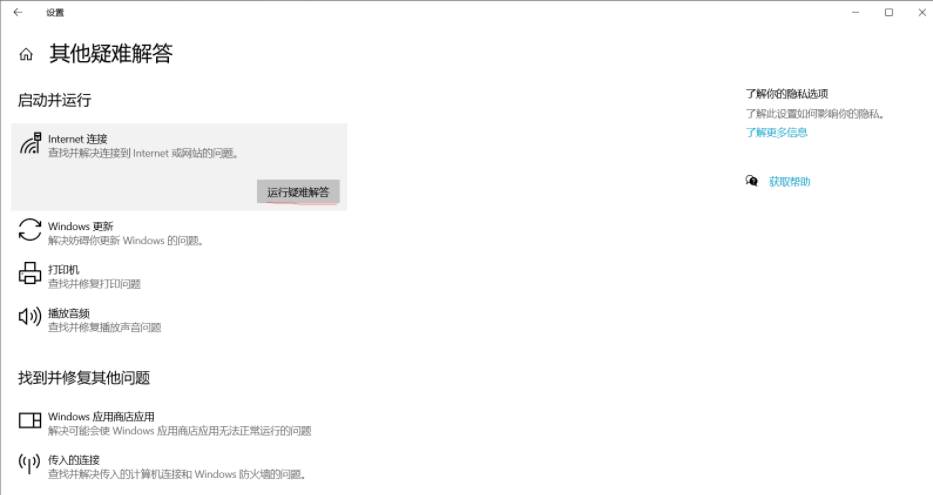 设置
其他疑难解答
启动并运行
Internet 连接
查找并解决连接到 Internet 或网站的问题。
运行疑难解答
Windows 更新
解决妨碍你更新 Windows 的问题。
打印机
查找并修复打印问题
播放音频
查找并修复播放声音问题
找到并修复其他问题
Windows 应用商店应用
解决可能会使 Windows 应用商店应用无法正常运行的问题
传入的连接
查找并解决传入的计算机连接和 Windows 防火墙的问题。
了解你的隐私选项
了解此设置如何影响你的隐私。
了解更多信息
获取帮助